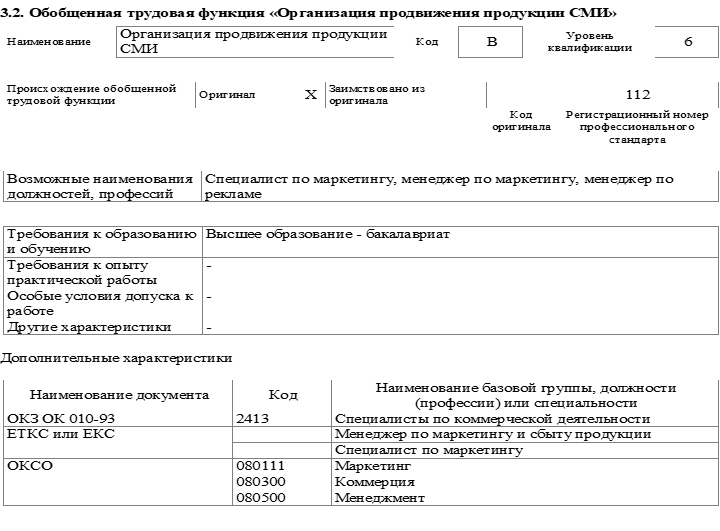 3.2. Обобщенная трудовая функция «Организация продвижения продукции СМИ»
Наименование
Организация продвижения продукции
СМИ
Код
B
Уровень
квалификации
6
Происхождение обобщенной
трудовой функции
Оригинал
X
Заимствовано из
оригинала
112
Код
оригинала
Регистрационный номер
профессионального
стандарта
Возможные наименования
должностей, профессий
Специалист по маркетингу, менеджер по маркетингу, менеджер по
рекламе
Требования к образованию
и обучению
Высшее образование - бакалавриат
Требования к опыту
практической работы
-
Особые условия допуска к
работе
-
Другие характеристики
-
Дополнительные характеристики
Наименование документа
Код
Наименование базовой группы, должности
(профессии) или специальности
ОКЗ ОК 010-93
2413
Специалисты по коммерческой деятельности
ЕТКС или ЕКС
Менеджер по маркетингу и сбыту продукции
Специалист по маркетингу
ОКСО
080111
Маркетинг
080300
Коммерция
080500
Менеджмент